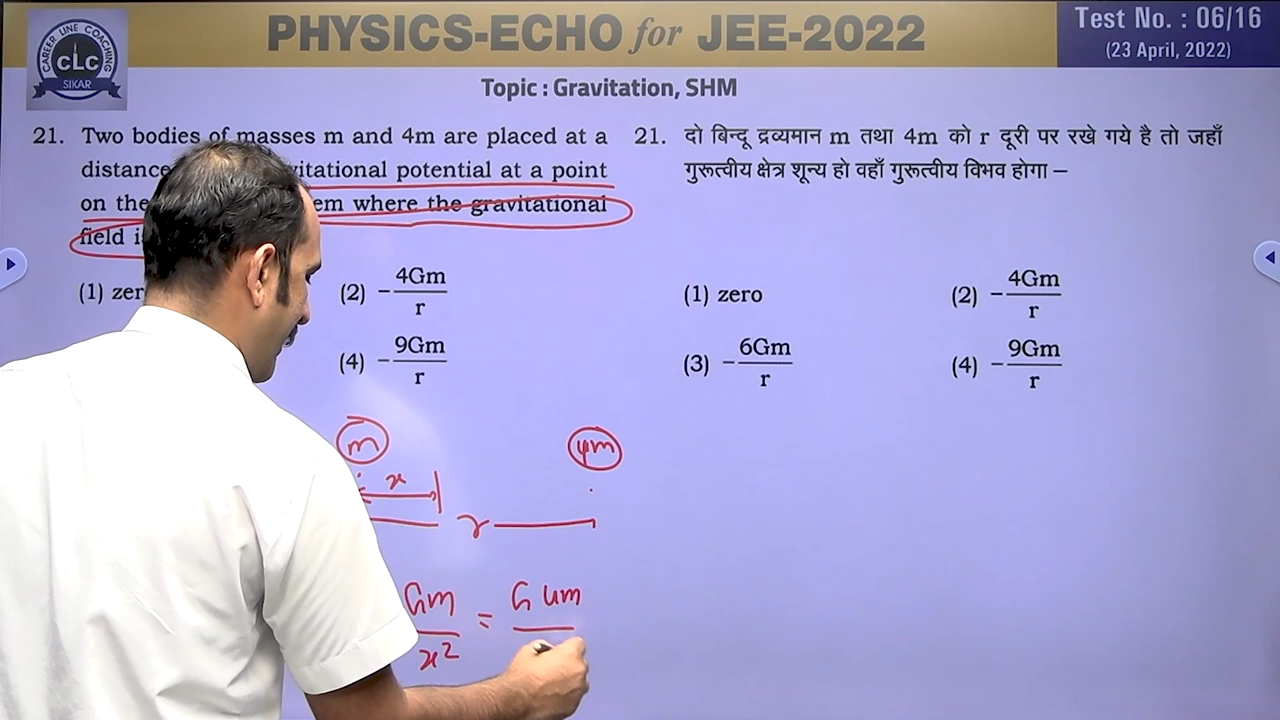 CAREER LINE COACHING
CLC
SIKAR
PHYSICS-ECHO for JEE-2022
Test No. : 06/16
(23 April, 2022)
Topic : Gravitation, SHM
21. Two bodies of masses m and 4m are placed at a
distance potential at a point
on the where the gravitational
field
(1) (2) -4Gm/r
(4) -9Gm/r
21. दो बिन्दू द्रव्यमान m तथा 4m को r दूरी पर रखे गये है तो जहाँ
गुरूत्वीय क्षेत्र शून्य हो वहाँ गुरूत्वीय विभव होगा –
(1) zero (2) -4Gm/r
(3) -6Gm/r (4) -9Gm/r
m 4m
x
r
Gm/x² = G4m